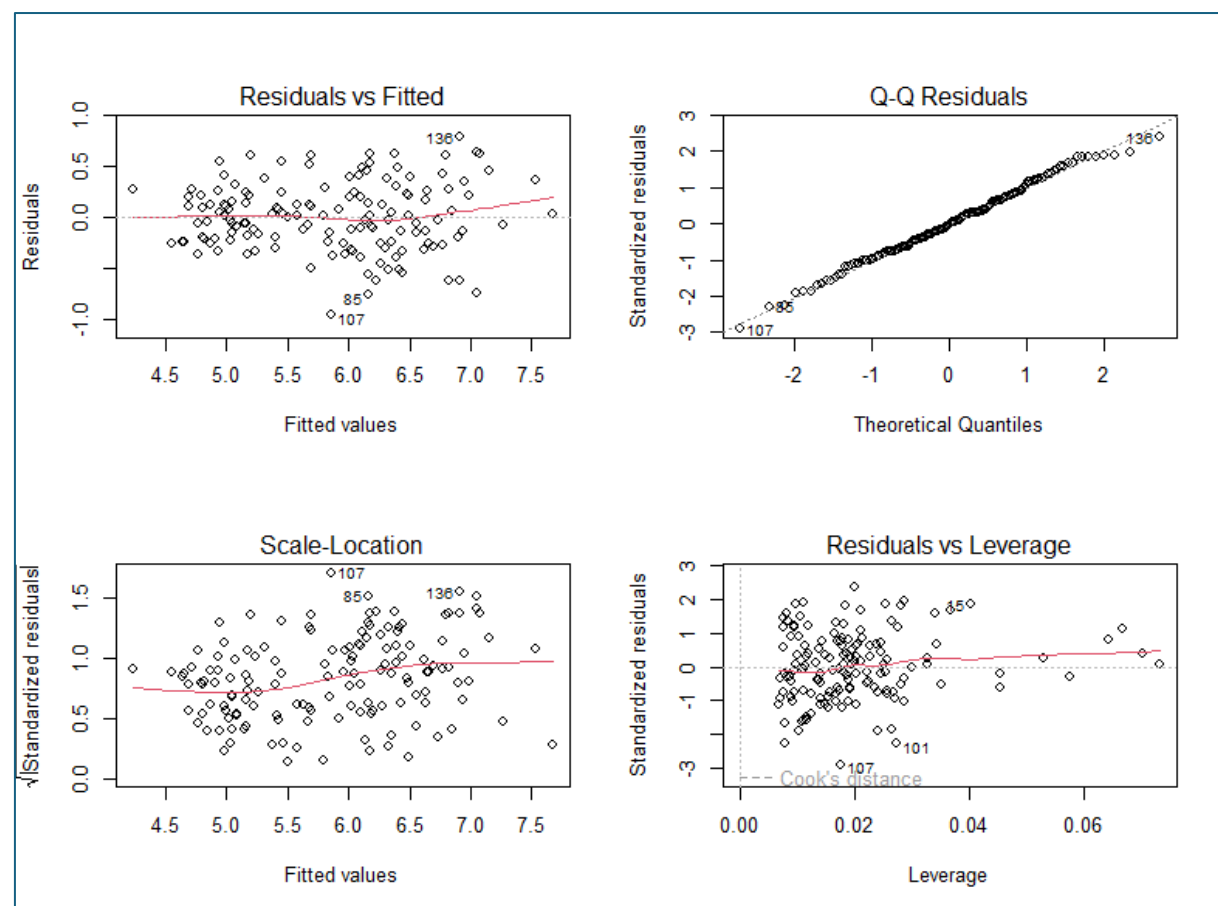 Residuals vs Fitted
Residuals
1.0
0.5
0.0
-1.0
136
85
107
4.5 5.0 5.5 6.0 6.5 7.0 7.5
Fitted values
Q-Q Residuals
Standardized residuals
3
2
1
0
-1
-2
-3
136
85
107
-2 -1 0 1 2
Theoretical Quantiles
Scale-Location
√|Standardized residuals|
1.5
1.0
0.5
0.0
107
85
136
4.5 5.0 5.5 6.0 6.5 7.0 7.5
Fitted values
Residuals vs Leverage
Standardized residuals
3
2
1
0
-1
-3
15
101
107
Cook's distance
0.00 0.02 0.04 0.06
Leverage